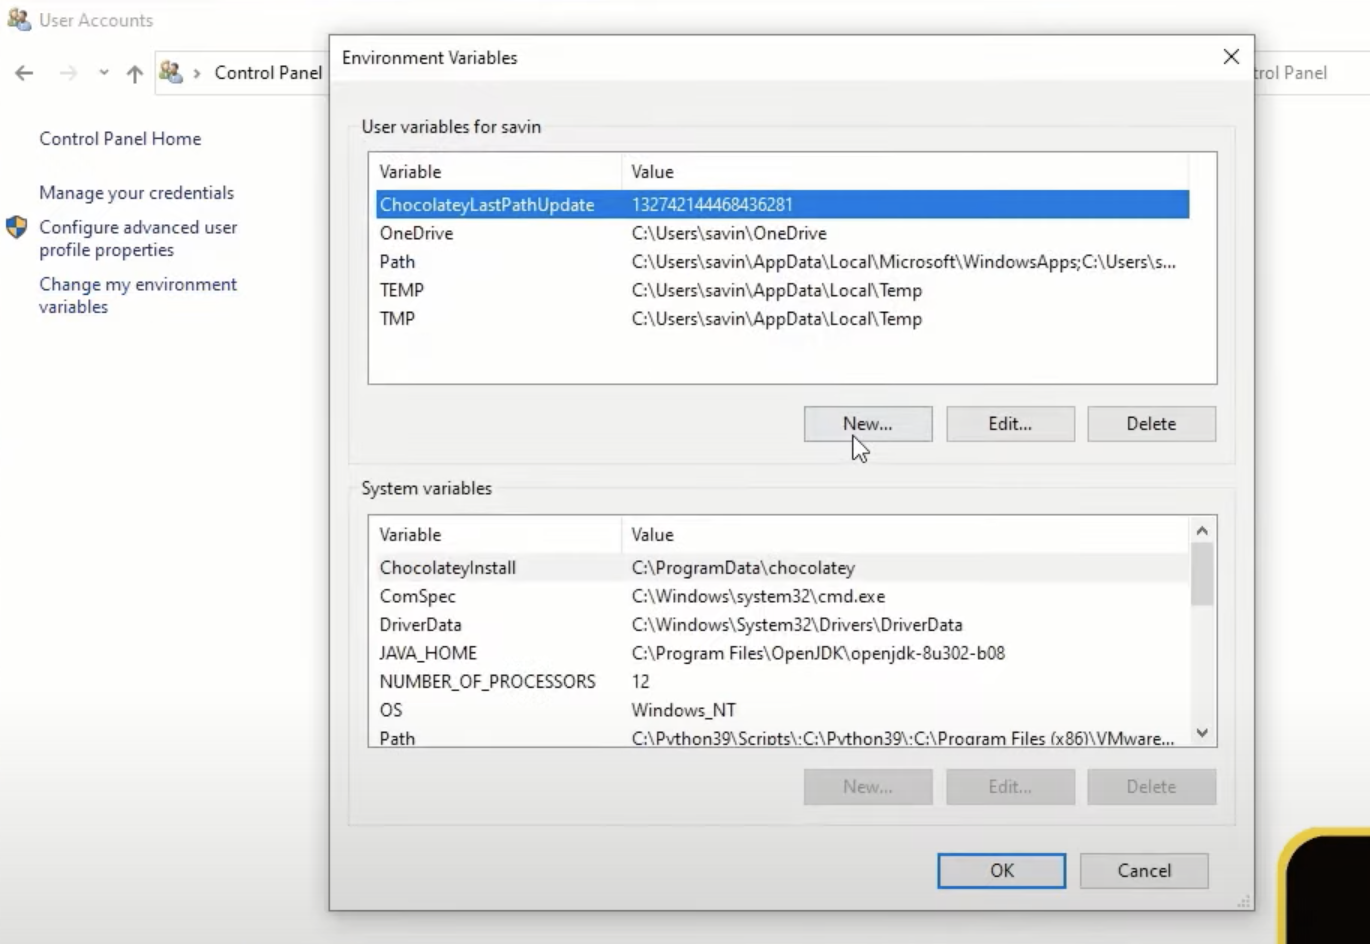 User Accounts
Control Panel
Control Panel Home
Manage your credentials
Configure advanced user
profile properties
Change my environment
variables
Environment Variables
User variables for savin
Variable Value
ChocolateyLastPathUpdate 132742144468436281
OneDrive C:\Users\savin\OneDrive
Path C:\Users\savin\AppData\Local\Microsoft\WindowsApps;C:\Users\s...
TEMP C:\Users\savin\AppData\Local\Temp
TMP C:\Users\savin\AppData\Local\Temp
New... Edit... Delete
System variables
Variable Value
ChocolateyInstall C:\ProgramData\chocolatey
ComSpec C:\Windows\system32\cmd.exe
DriverData C:\Windows\System32\Drivers\DriverData
JAVA_HOME C:\Program Files\OpenJDK\openjdk-8u302-b08
NUMBER_OF_PROCESSORS 12
OS Windows_NT
Path C:\Python39\Scripts\;C:\Python39\;C:\Program Files (x86)\VMware...
New... Edit... Delete
OK Cancel
trol Panel